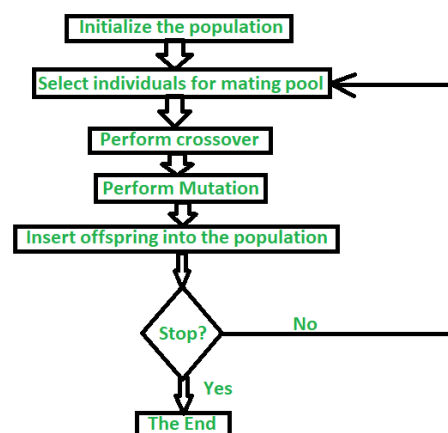 Initialize the population
Select individuals for mating pool
Perform crossover
Perform Mutation
Insert offspring into the population
Stop?
No
Yes
The End